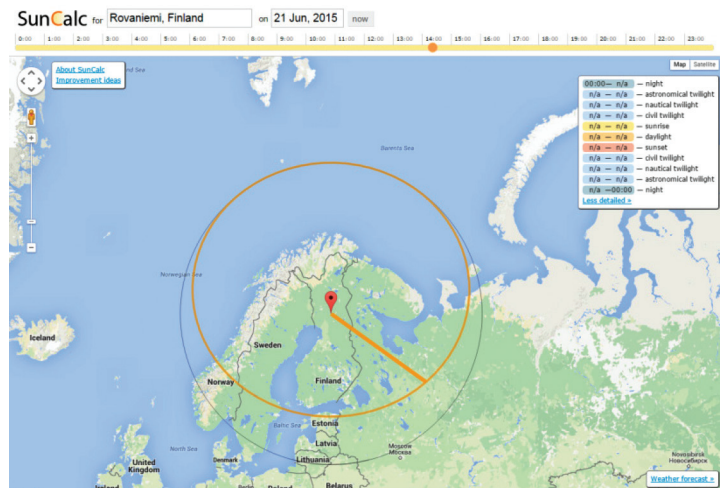 SunCalc for Rovaniemi, Finland on 21 Jun, 2015 now
0:00 1:00 2:00 3:00 4:00 5:00 6:00 7:00 8:00 9:00 10:00 11:00 12:00 13:00 14:00 15:00 16:00 17:00 18:00 19:00 20:00 21:00 22:00 23:00
About SunCalc
Improvement ideas
nd Sea
Map Satellite
00:00— n/a — night
n/a — n/a — astronomical twilight
n/a — n/a — nautical twilight
n/a — n/a — civil twilight
n/a — n/a — sunrise
n/a — n/a — daylight
n/a — n/a — sunset
n/a — n/a — civil twilight
n/a — n/a — nautical twilight
n/a — n/a — astronomical twilight
n/a —00:00 — night
Less detailed »
Barents Sea
Norwegian Sea
Iceland
Sweden
Norway
Finland
Estonia
Baltic Sea
Latvia
North Sea
Moscow
Москва
Denmark
Lithuania
United
Kingdom
Novosibirsk
Новосибирск
Belarus
Weather forecast »